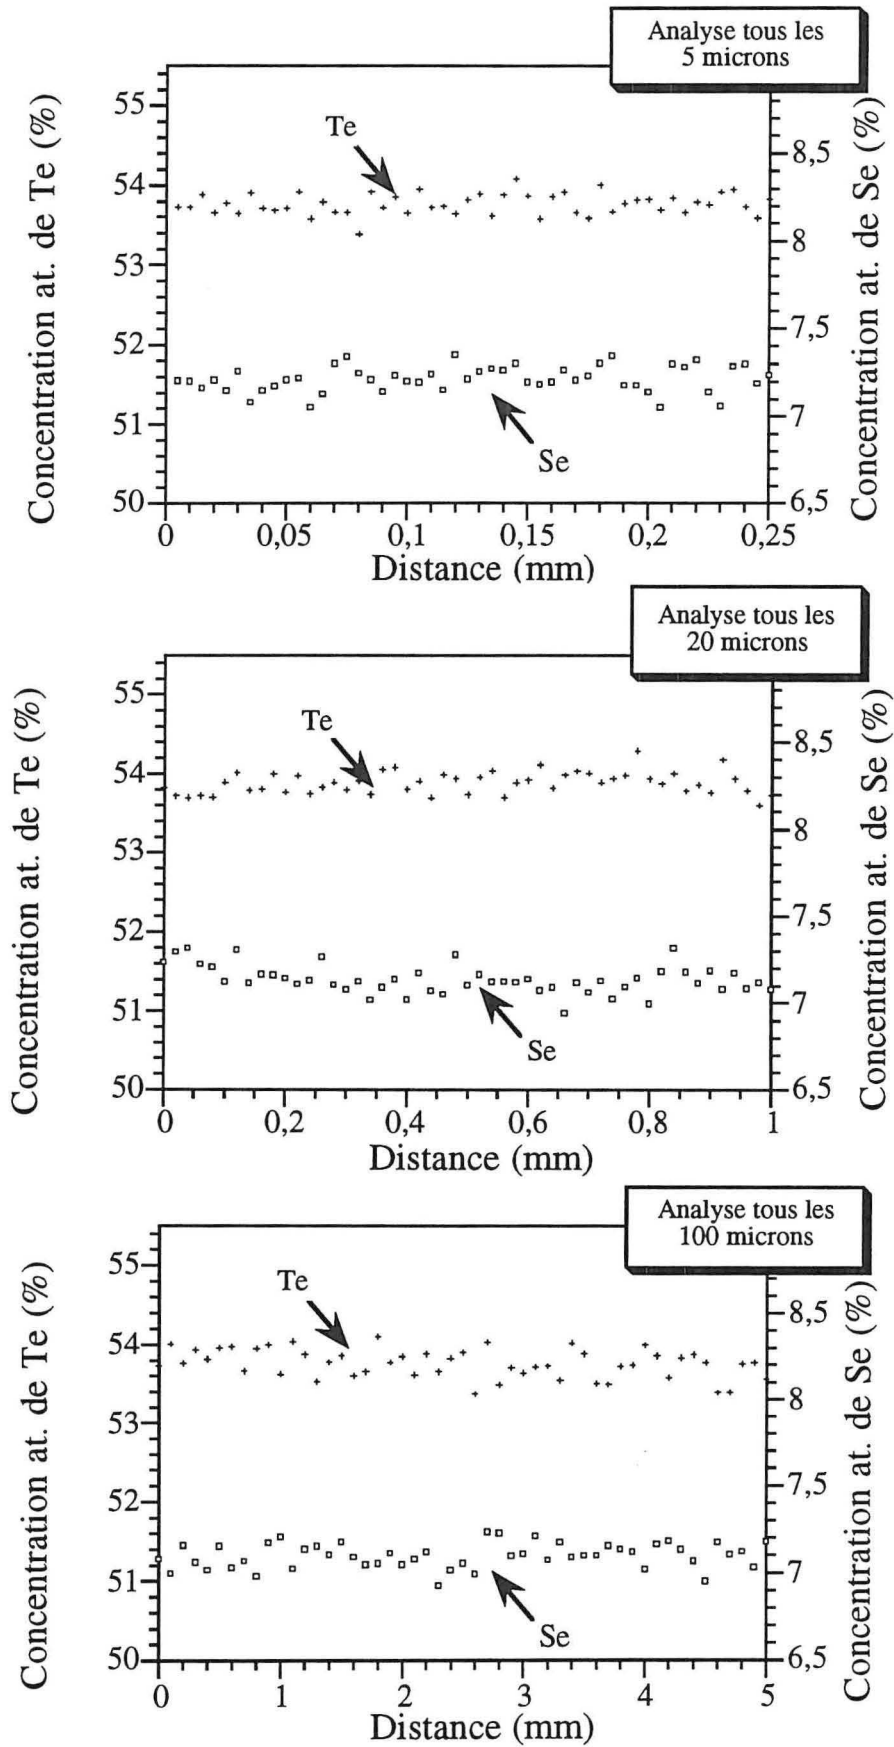 Analyse tous les
5 microns
Concentration at. de Te (%)
55
54
53
52
51
50
Te
Se
8,5
8
7,5
7
6,5
Concentration at. de Se (%)
0 0,05 0,1 0,15 0,2 0,25
Distance (mm)
Analyse tous les
20 microns
Concentration at. de Te (%)
55
54
53
52
51
50
Te
Se
8,5
8
7,5
7
6,5
Concentration at. de Se (%)
0 0,2 0,4 0,6 0,8 1
Distance (mm)
Analyse tous les
100 microns
Concentration at. de Te (%)
55
54
53
52
51
50
Te
Se
8,5
8
7,5
7
6,5
Concentration at. de Se (%)
0 1 2 3 4 5
Distance (mm)